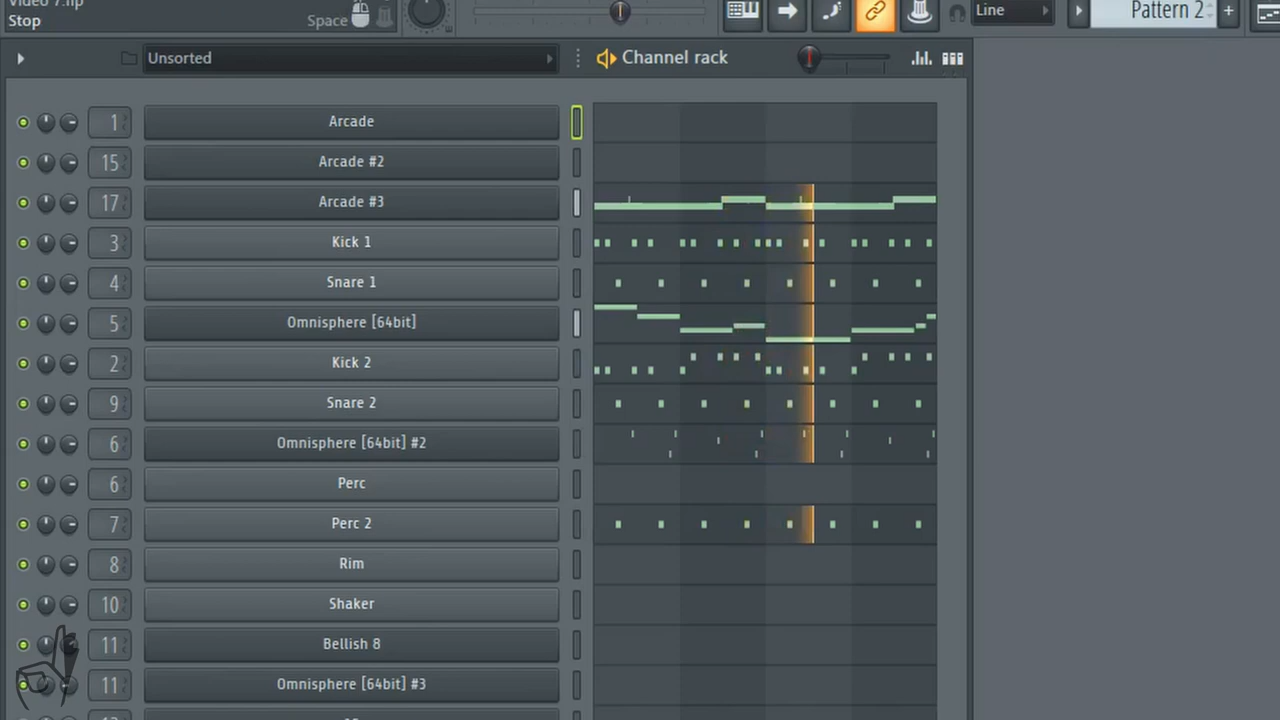 Video 7.flp
Stop
Space
Line
Pattern 2
+
Unsorted
Channel rack
1 Arcade
15 Arcade #2
17 Arcade #3
3 Kick 1
4 Snare 1
5 Omnisphere [64bit]
2 Kick 2
9 Snare 2
6 Omnisphere [64bit] #2
6 Perc
7 Perc 2
8 Rim
10 Shaker
11 Bellish 8
11 Omnisphere [64bit] #3